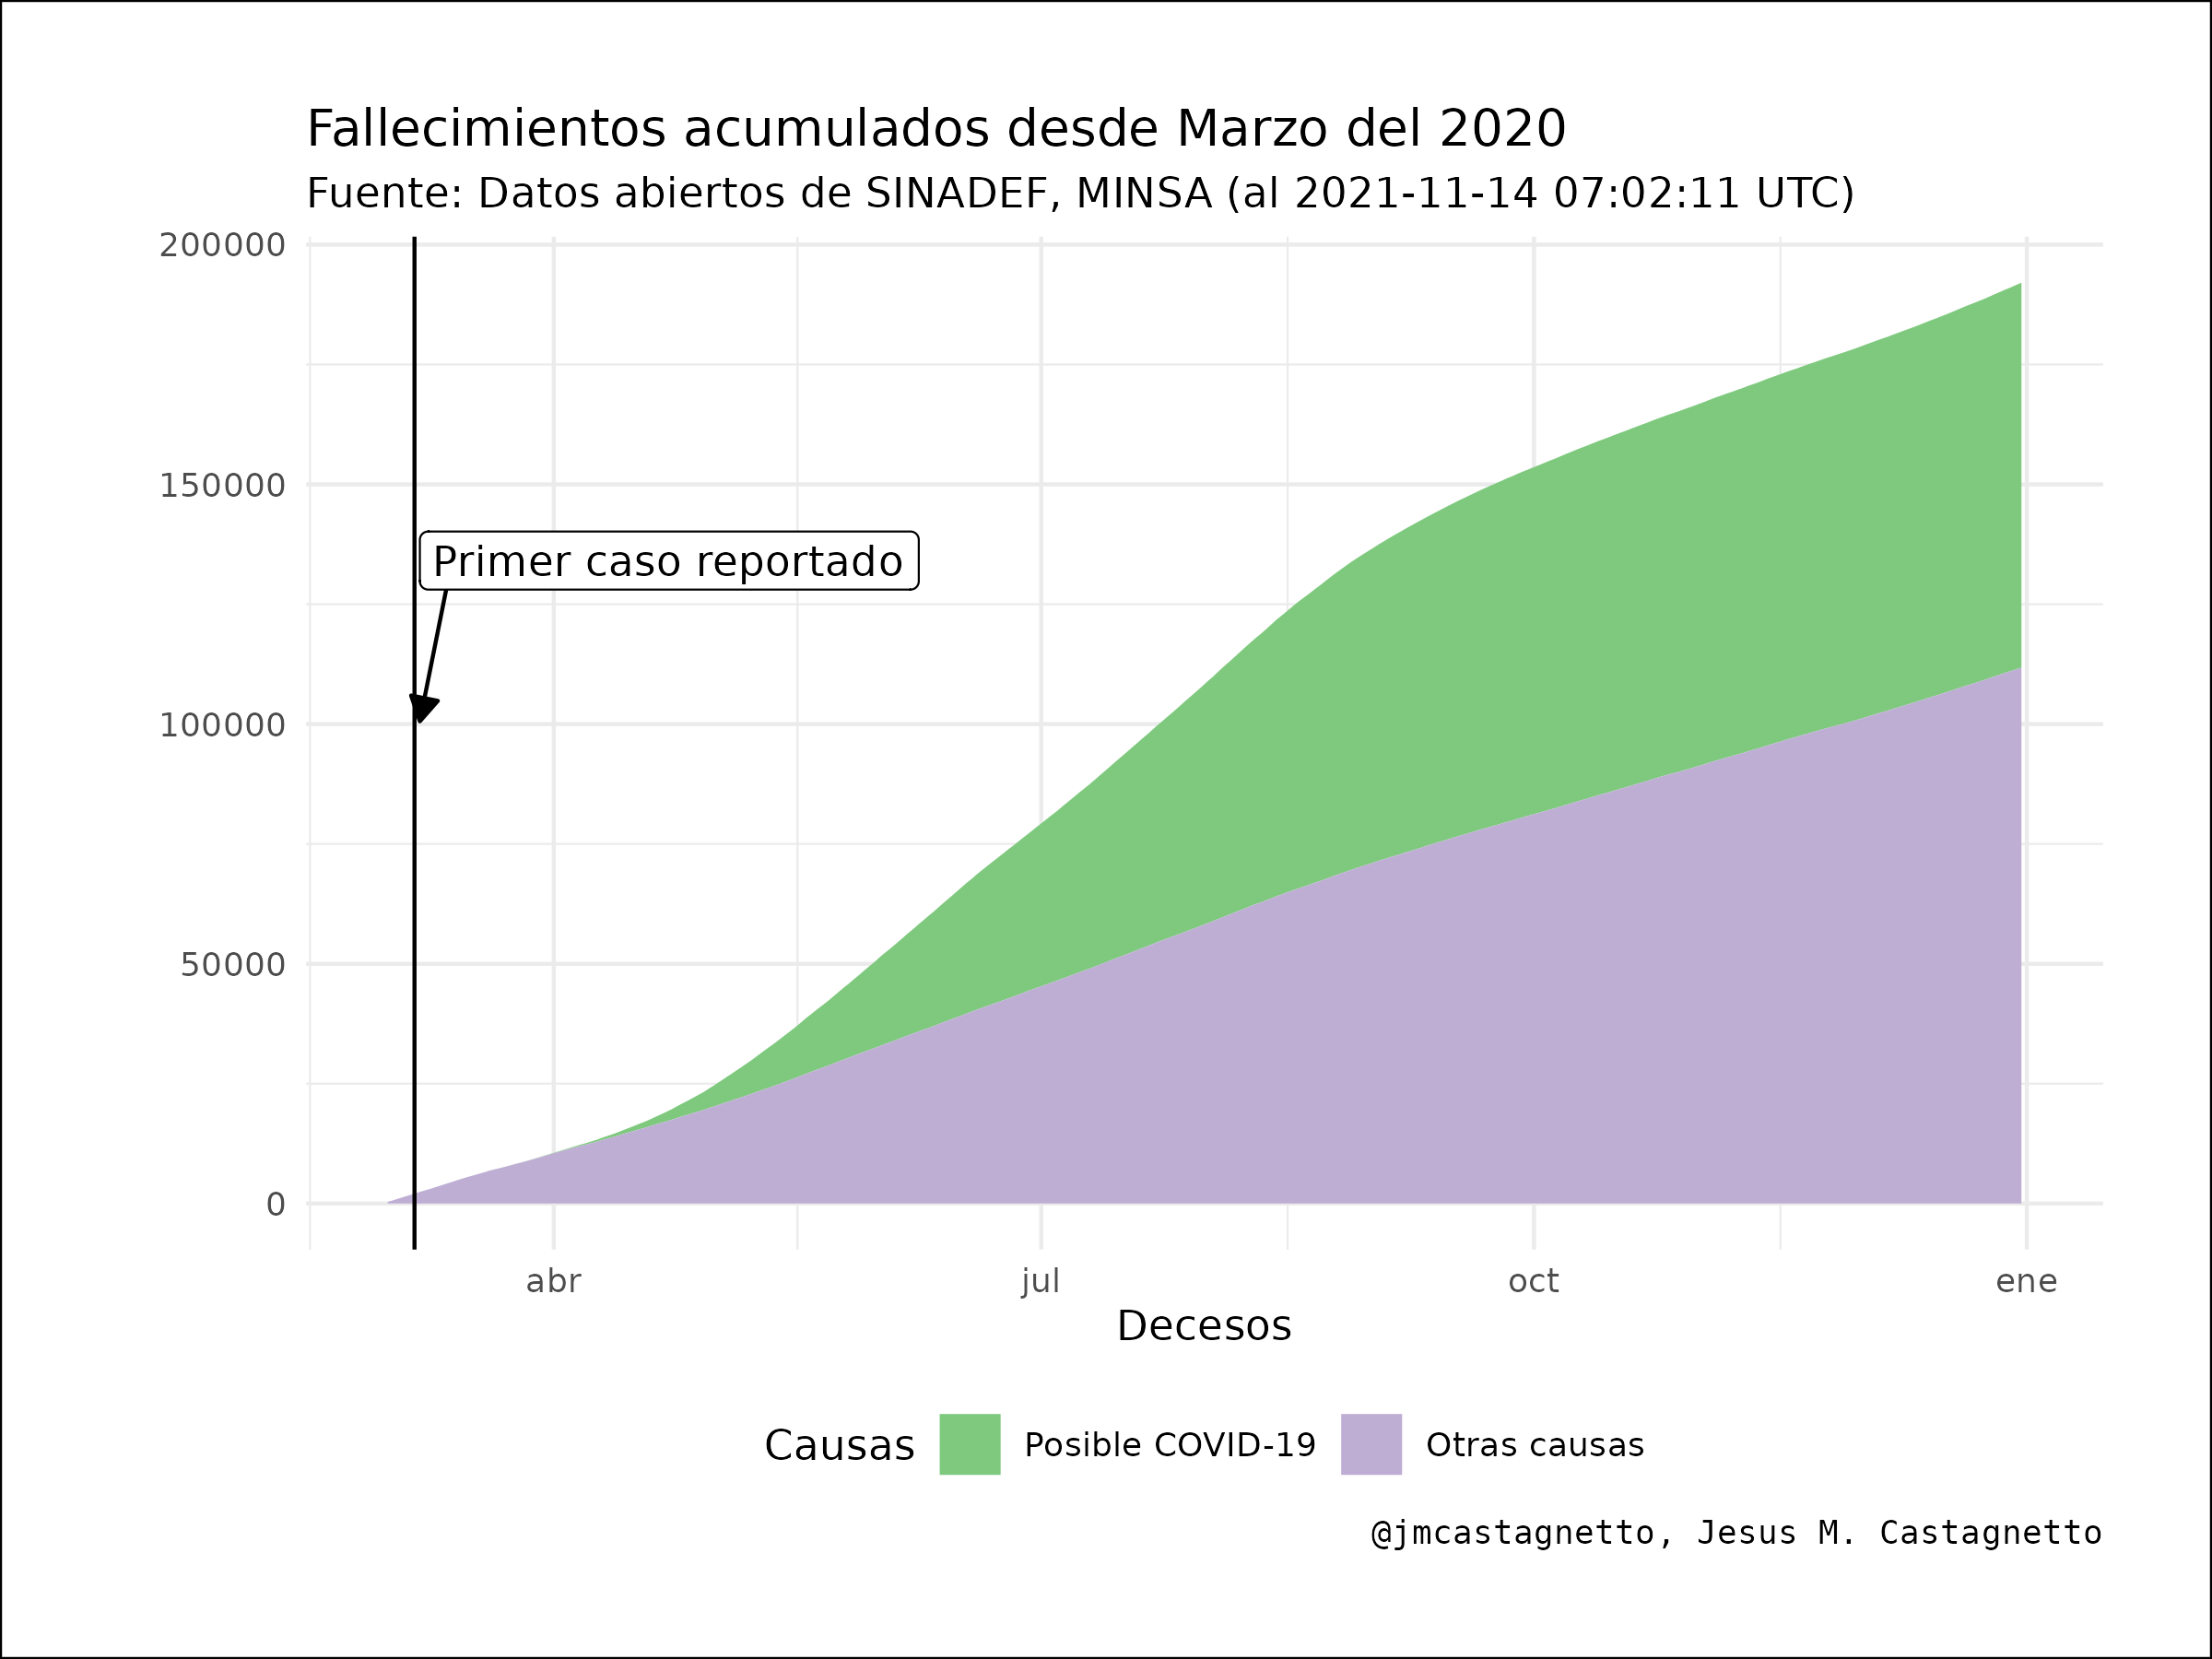 Fallecimientos acumulados desde Marzo del 2020
Fuente: Datos abiertos de SINADEF, MINSA (al 2021-11-14 07:02:11 UTC)
200000
150000
Primer caso reportado
100000
50000
0
abr jul oct ene
Decesos
Causas Posible COVID-19 Otras causas
@jmcastagnetto, Jesus M. Castagnetto